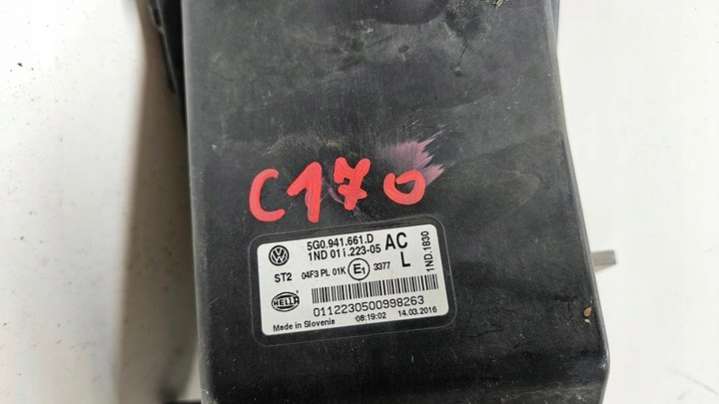 C170
5G0.941.661.D AC
1ND 011.223-05
L
ST2 04F3 PL 01K E1 3377
1ND.1830
HELLA
0112230500998263
Made in Slovenia 08:19:02 14.03.2016